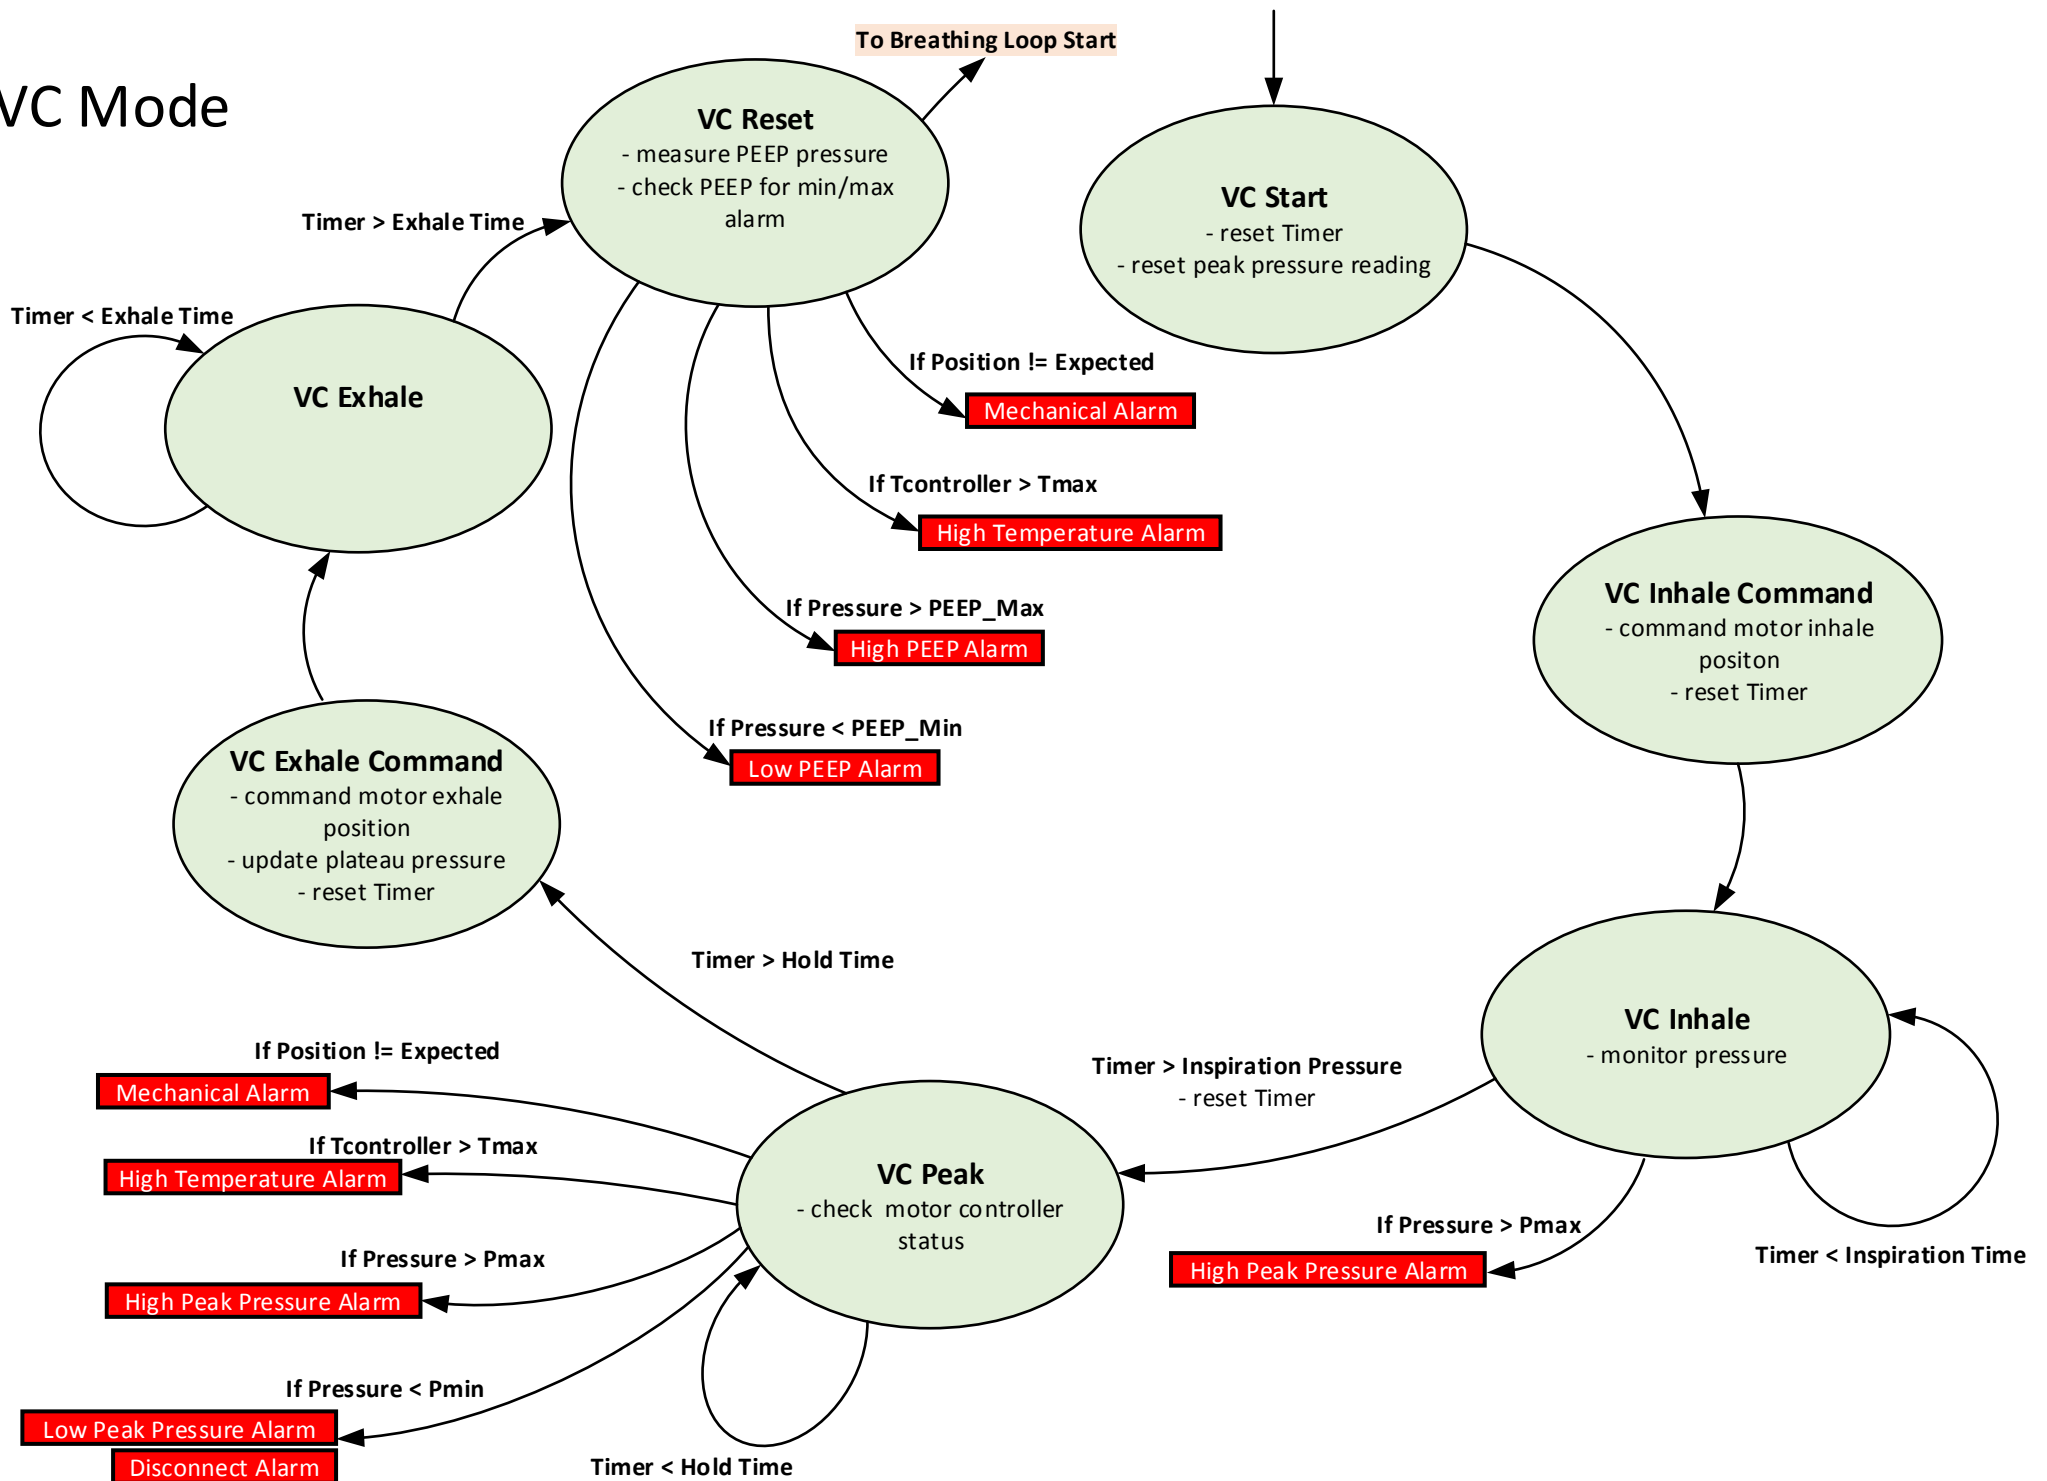 VC Mode
To Breathing Loop Start
VC Reset
- measure PEEP pressure
- check PEEP for min/max
alarm
VC Start
- reset Timer
- reset peak pressure reading
Timer > Exhale Time
Timer < Exhale Time
VC Exhale
If Position != Expected
Mechanical Alarm
If Tcontroller > Tmax
High Temperature Alarm
If Pressure > PEEP_Max
High PEEP Alarm
If Pressure < PEEP_Min
Low PEEP Alarm
VC Inhale Command
- command motor inhale
positon
- reset Timer
VC Exhale Command
- command motor exhale
position
- update plateau pressure
- reset Timer
Timer > Hold Time
VC Inhale
- monitor pressure
Timer > Inspiration Pressure
- reset Timer
If Position != Expected
Mechanical Alarm
If Tcontroller > Tmax
High Temperature Alarm
VC Peak
- check  motor controller
status
If Pressure > Pmax
High Peak Pressure Alarm
Timer < Inspiration Time
If Pressure > Pmax
High Peak Pressure Alarm
If Pressure < Pmin
Low Peak Pressure Alarm
Disconnect Alarm
Timer < Hold Time